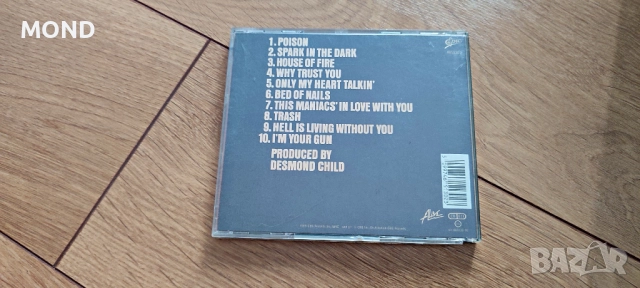 MOND
1. POISON
2. SPARK IN THE DARK
3. HOUSE OF FIRE
4. WHY TRUST YOU
5. ONLY MY HEART TALKIN'
6. BED OF NAILS
7. THIS MANIACS' IN LOVE WITH YOU
8. TRASH
9. HELL IS LIVING WITHOUT YOU
10. I'M YOUR GUN
PRODUCED BY
DESMOND CHILD
Epic
BAZAR.bg